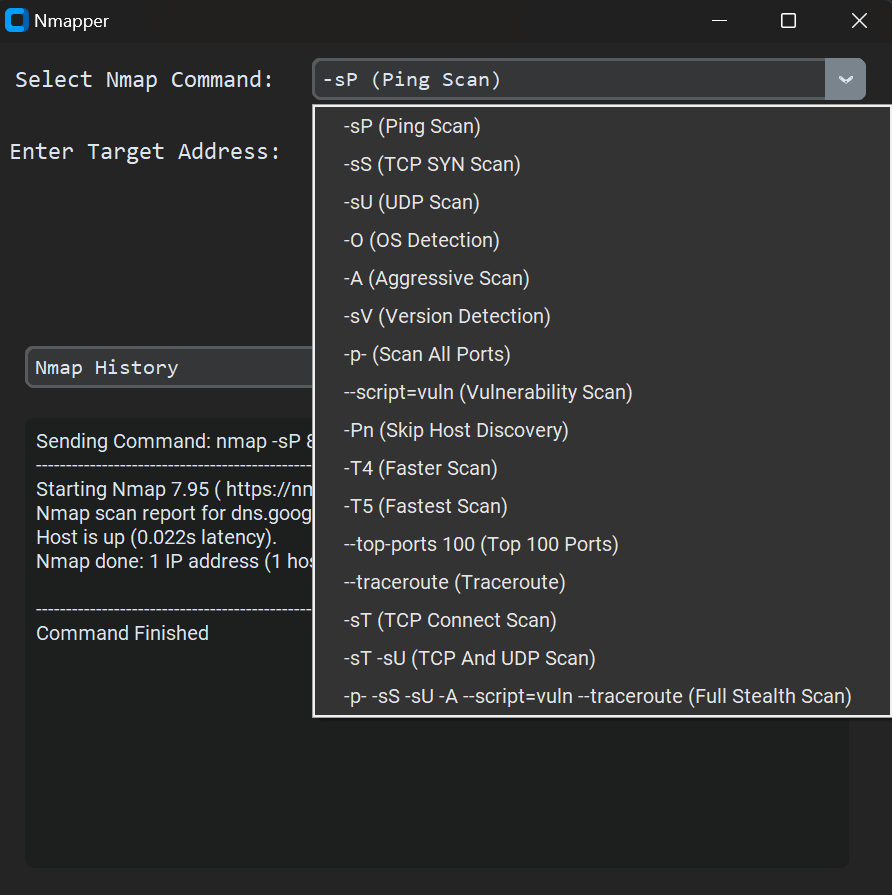 Nmapper
Select Nmap Command:
-sP (Ping Scan)
-sP (Ping Scan)
-sS (TCP SYN Scan)
-sU (UDP Scan)
-O (OS Detection)
-A (Aggressive Scan)
-sV (Version Detection)
-p- (Scan All Ports)
--script=vuln (Vulnerability Scan)
-Pn (Skip Host Discovery)
-T4 (Faster Scan)
-T5 (Fastest Scan)
--top-ports 100 (Top 100 Ports)
--traceroute (Traceroute)
-sT (TCP Connect Scan)
-sT -sU (TCP And UDP Scan)
-p- -sS -sU -A --script=vuln --traceroute (Full Stealth Scan)
Enter Target Address:
Nmap History
Sending Command: nmap -sP 8
----------------------------------------------
Starting Nmap 7.95 ( https://nm
Nmap scan report for dns.goog
Host is up (0.022s latency).
Nmap done: 1 IP address (1 hos
----------------------------------------------
Command Finished